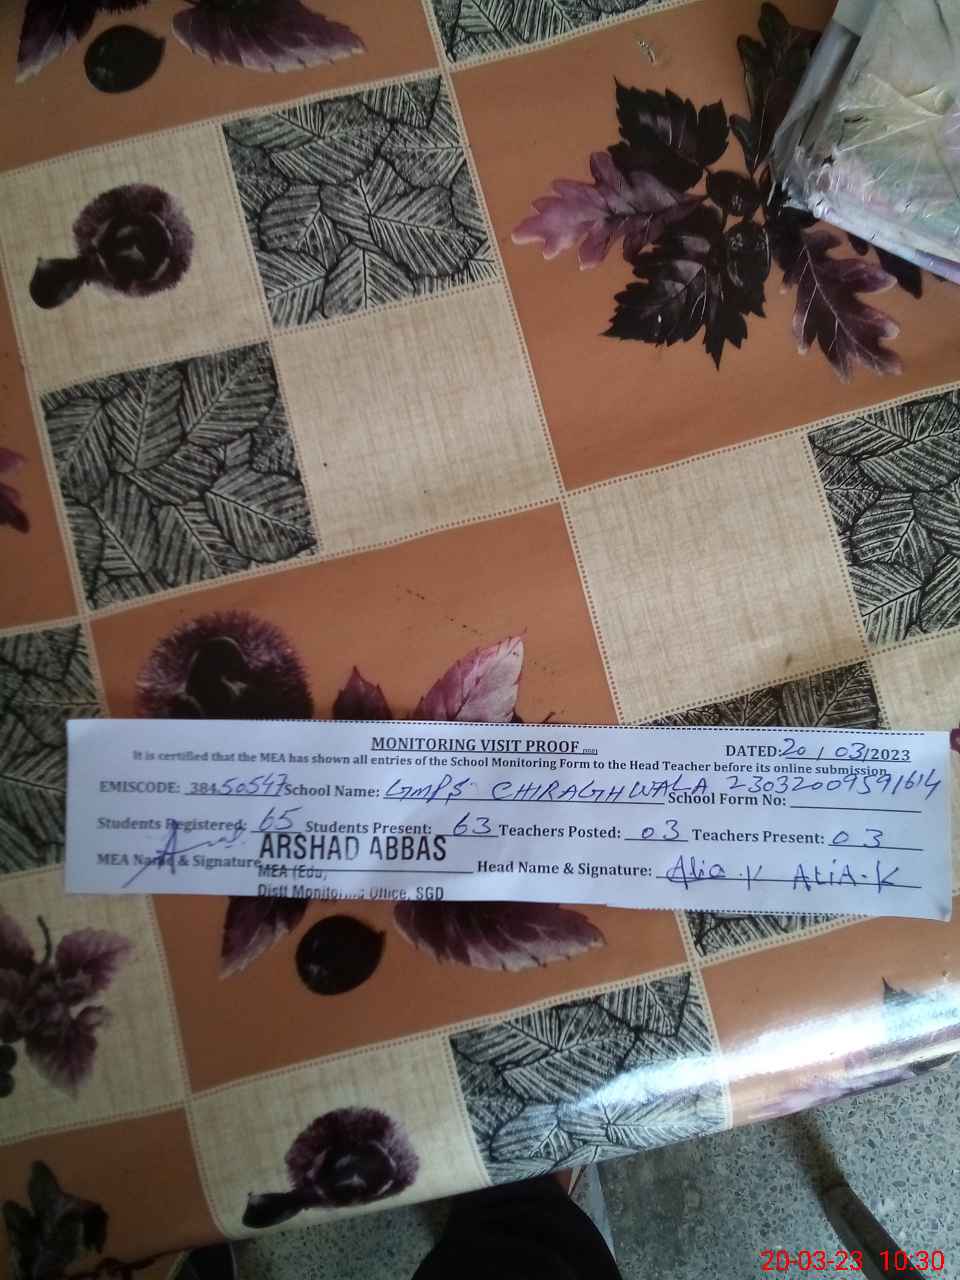 MONITORING VISIT PROOF
DATED: 20/03/2023
It is certified that the MEA has shown all entries of the School Monitoring Form to the Head Teacher before its online submission.
EMISCODE: 38450547 School Name: GMPS CHIRAGH WALA School Form No: 23032009591614
Students Registered: 65 Students Present: 63 Teachers Posted: 03 Teachers Present: 03
MEA Name & Signature ARSHAD ABBAS Head Name & Signature: Alia.K ALiA.K
MEA (Edu)
Distt Monitoring Office, SGD
20-03-23 10:30